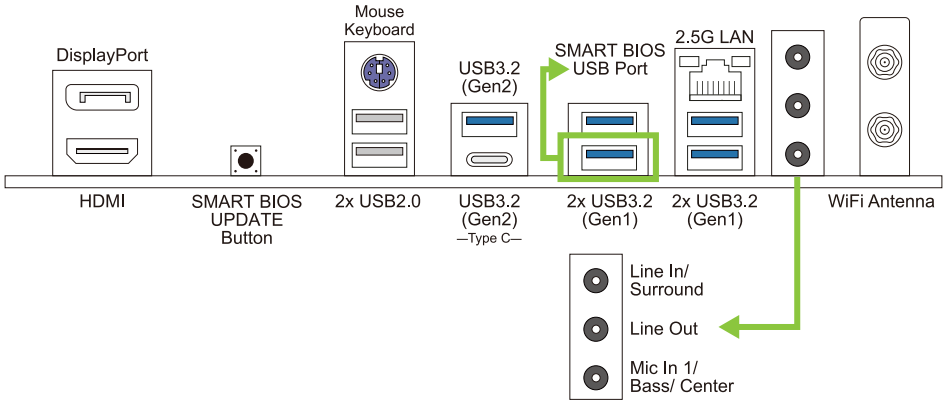 Mouse
Keyboard
DisplayPort
USB3.2
(Gen2)
SMART BIOS
USB Port
2.5G LAN
HDMI
SMART BIOS
UPDATE
Button
2x USB2.0
USB3.2
(Gen2)
—Type C—
2x USB3.2
(Gen1)
2x USB3.2
(Gen1)
WiFi Antenna
Line In/
Surround
Line Out
Mic In 1/
Bass/ Center